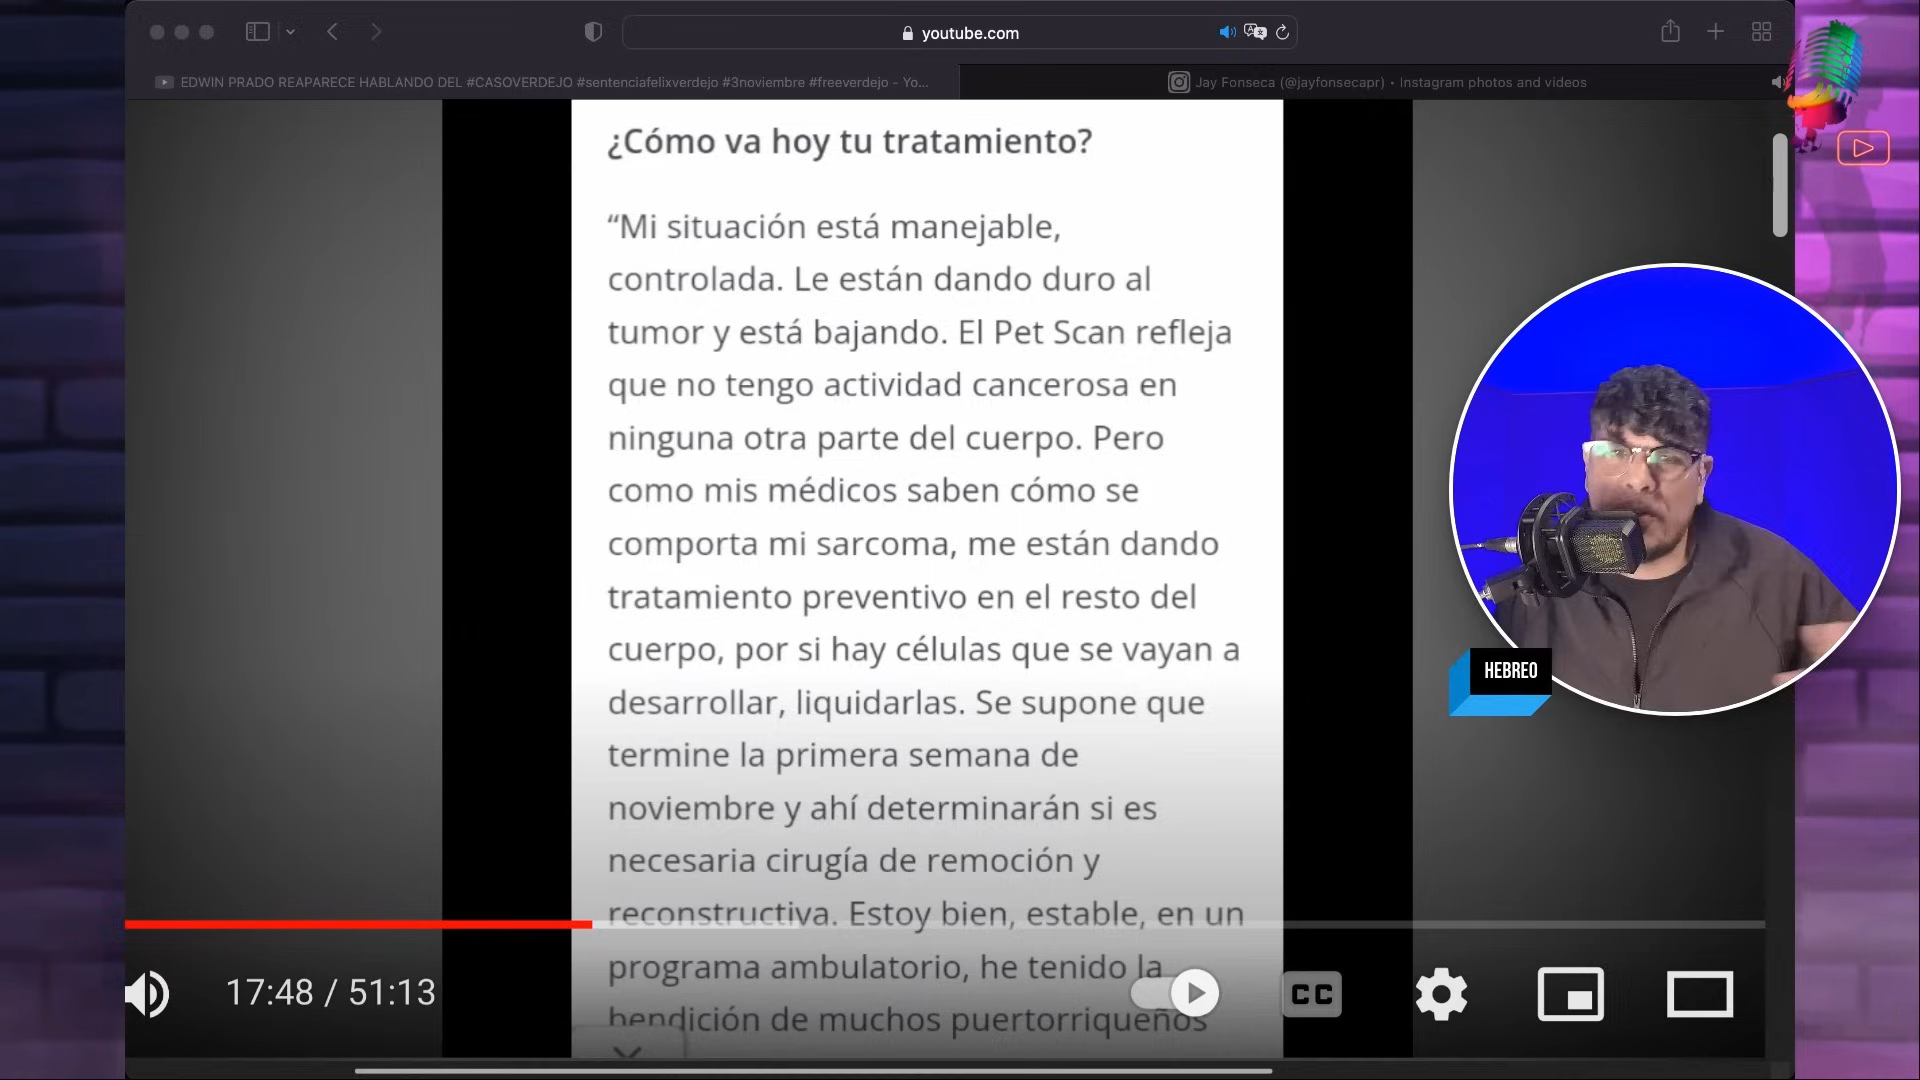 youtube.com
EDWIN PRADO REAPARECE HABLANDO DEL #CASOVERDEJO #sentenciafelixverdejo #3noviembre #freeverdejo - Yo...
Jay Fonseca (@jayfonsecapr) • Instagram photos and videos
¿Cómo va hoy tu tratamiento?
“Mi situación está manejable,
controlada. Le están dando duro al
tumor y está bajando. El Pet Scan refleja
que no tengo actividad cancerosa en
ninguna otra parte del cuerpo. Pero
como mis médicos saben cómo se
comporta mi sarcoma, me están dando
tratamiento preventivo en el resto del
cuerpo, por si hay células que se vayan a
desarrollar, liquidarlas. Se supone que
termine la primera semana de
noviembre y ahí determinarán si es
necesaria cirugía de remoción y
reconstructiva. Estoy bien, estable, en un
programa ambulatorio, he tenido la
bendición de muchos puertorriqueños
HEBREO
17:48 / 51:13
CC